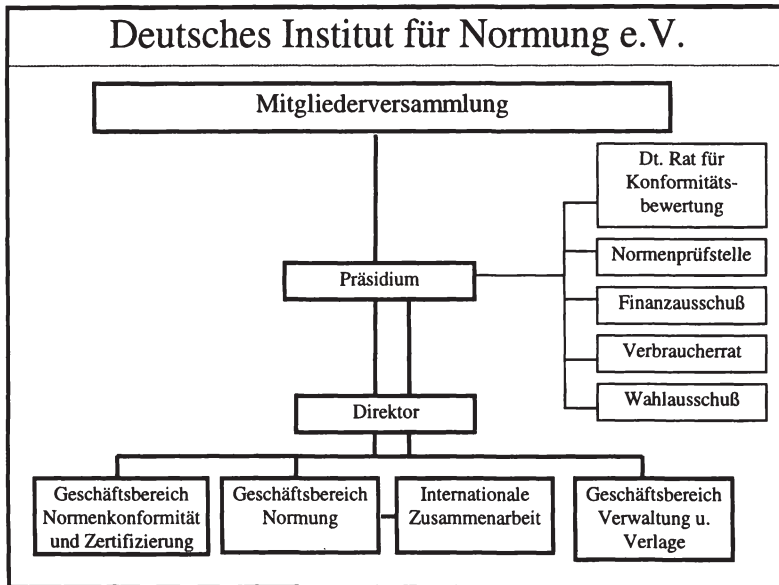 Deutsches Institut für Normung e.V.
Mitgliederversammlung
Dt. Rat für
Konformitäts-
bewertung
Normenprüfstelle
Präsidium
Finanzausschuß
Verbraucherrat
Wahlausschuß
Direktor
Geschäftsbereich
Normenkonformität
und Zertifizierung
Geschäftsbereich
Normung
Internationale
Zusammenarbeit
Geschäftsbereich
Verwaltung u.
Verlage